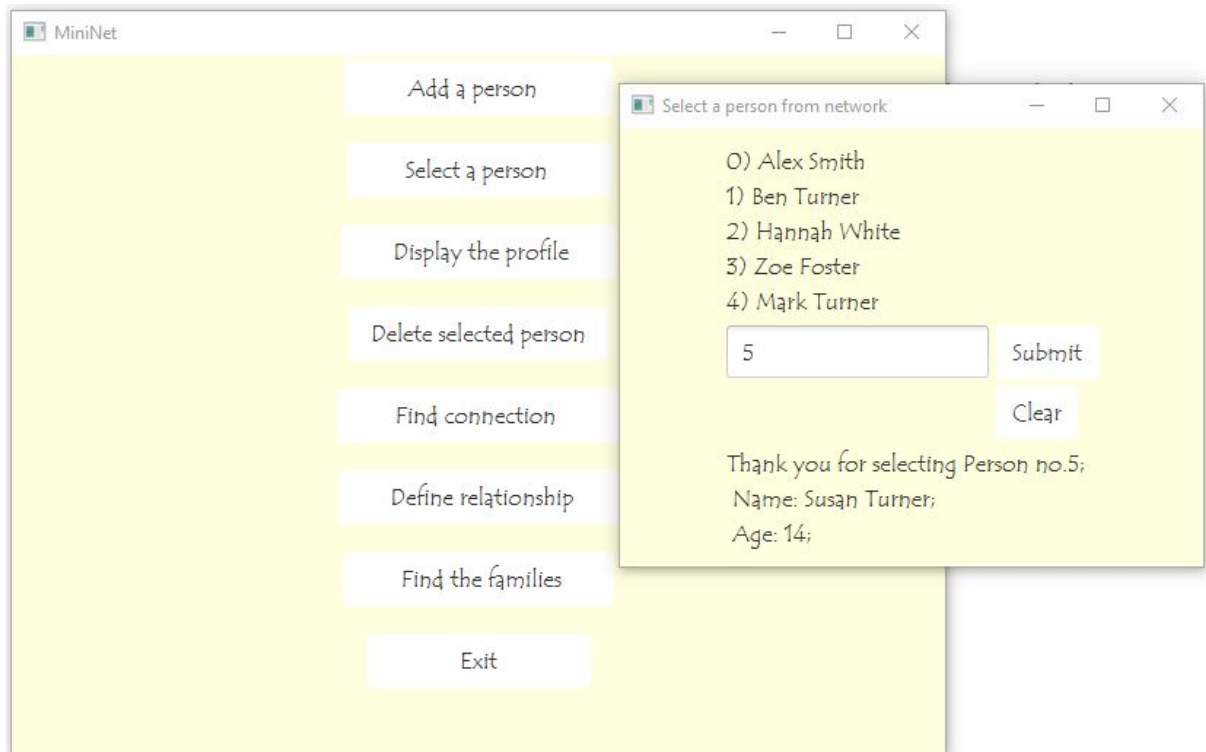 MiniNet
Add a person
Select a person
Display the profile
Delete selected person
Find connection
Define relationship
Find the families
Exit
Select a person from network
0) Alex Smith
1) Ben Turner
2) Hannah White
3) Zoe Foster
4) Mark Turner
5
Submit
Clear
Thank you for selecting Person no.5;
Name: Susan Turner;
Age: 14;